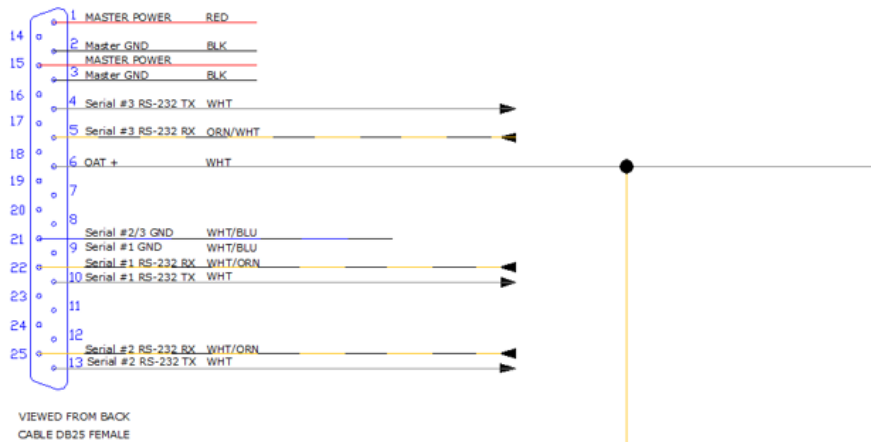 1 MASTER POWER RED
14
2 Master GND BLK
15 MASTER POWER
3 Master GND BLK
16
4 Serial #3 RS-232 TX WHT
17
5 Serial #3 RS-232 RX ORN/WHT
18
6 OAT + WHT
19
7
20
8
21 Serial #2/3 GND WHT/BLU
9 Serial #1 GND WHT/BLU
22 Serial #1 RS-232 RX WHT/ORN
10 Serial #1 RS-232 TX WHT
23
11
24
12
25 Serial #2 RS-232 RX WHT/ORN
13 Serial #2 RS-232 TX WHT
VIEWED FROM BACK
CABLE DB25 FEMALE